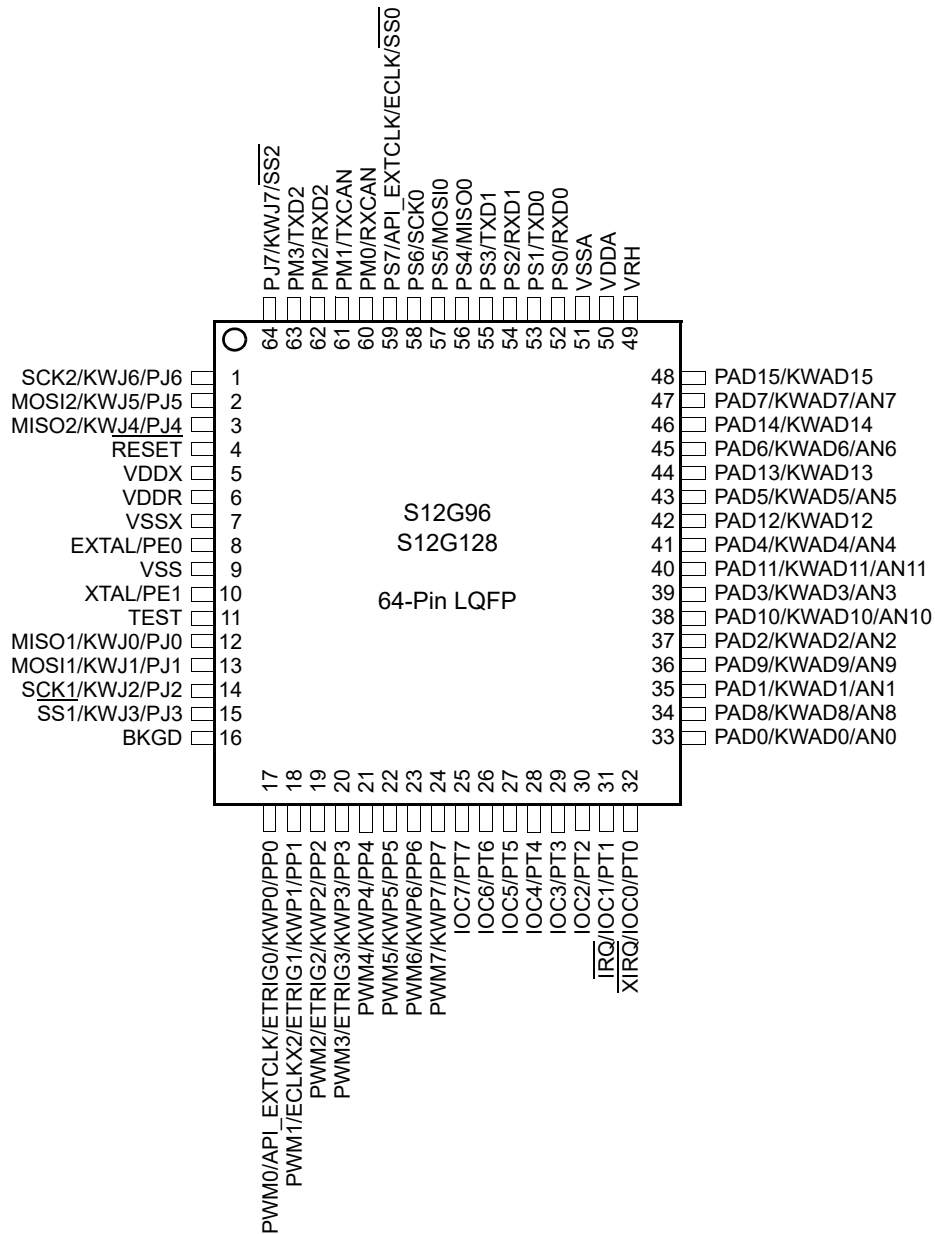 PJ7/KWJ7/SS2
PM3/TXD2
PM2/RXD2
PM1/TXCAN
PM0/RXCAN
PS7/API_EXTCLK/ECLK/SS0
PS6/SCK0
PS5/MOSI0
PS4/MISO0
PS3/TXD1
PS2/RXD1
PS1/TXD0
PS0/RXD0
VSSA
VDDA
VRH
64
63
62
61
60
59
58
57
56
55
54
53
52
51
50
49
SCK2/KWJ6/PJ6 1
MOSI2/KWJ5/PJ5 2
MISO2/KWJ4/PJ4 3
RESET 4
VDDX 5
VDDR 6
VSSX 7
EXTAL/PE0 8
VSS 9
XTAL/PE1 10
TEST 11
MISO1/KWJ0/PJ0 12
MOSI1/KWJ1/PJ1 13
SCK1/KWJ2/PJ2 14
SS1/KWJ3/PJ3 15
BKGD 16
S12G96
S12G128
64-Pin LQFP
48 PAD15/KWAD15
47 PAD7/KWAD7/AN7
46 PAD14/KWAD14
45 PAD6/KWAD6/AN6
44 PAD13/KWAD13
43 PAD5/KWAD5/AN5
42 PAD12/KWAD12
41 PAD4/KWAD4/AN4
40 PAD11/KWAD11/AN11
39 PAD3/KWAD3/AN3
38 PAD10/KWAD10/AN10
37 PAD2/KWAD2/AN2
36 PAD9/KWAD9/AN9
35 PAD1/KWAD1/AN1
34 PAD8/KWAD8/AN8
33 PAD0/KWAD0/AN0
17
18
19
20
21
22
23
24
25
26
27
28
29
30
31
32
PWM0/API_EXTCLK/ETRIG0/KWP0/PP0
PWM1/ECLKX2/ETRIG1/KWP1/PP1
PWM2/ETRIG2/KWP2/PP2
PWM3/ETRIG3/KWP3/PP3
PWM4/KWP4/PP4
PWM5/KWP5/PP5
PWM6/KWP6/PP6
PWM7/KWP7/PP7
IOC7/PT7
IOC6/PT6
IOC5/PT5
IOC4/PT4
IOC3/PT3
IOC2/PT2
IRQ/IOC1/PT1
XIRQ/IOC0/PT0